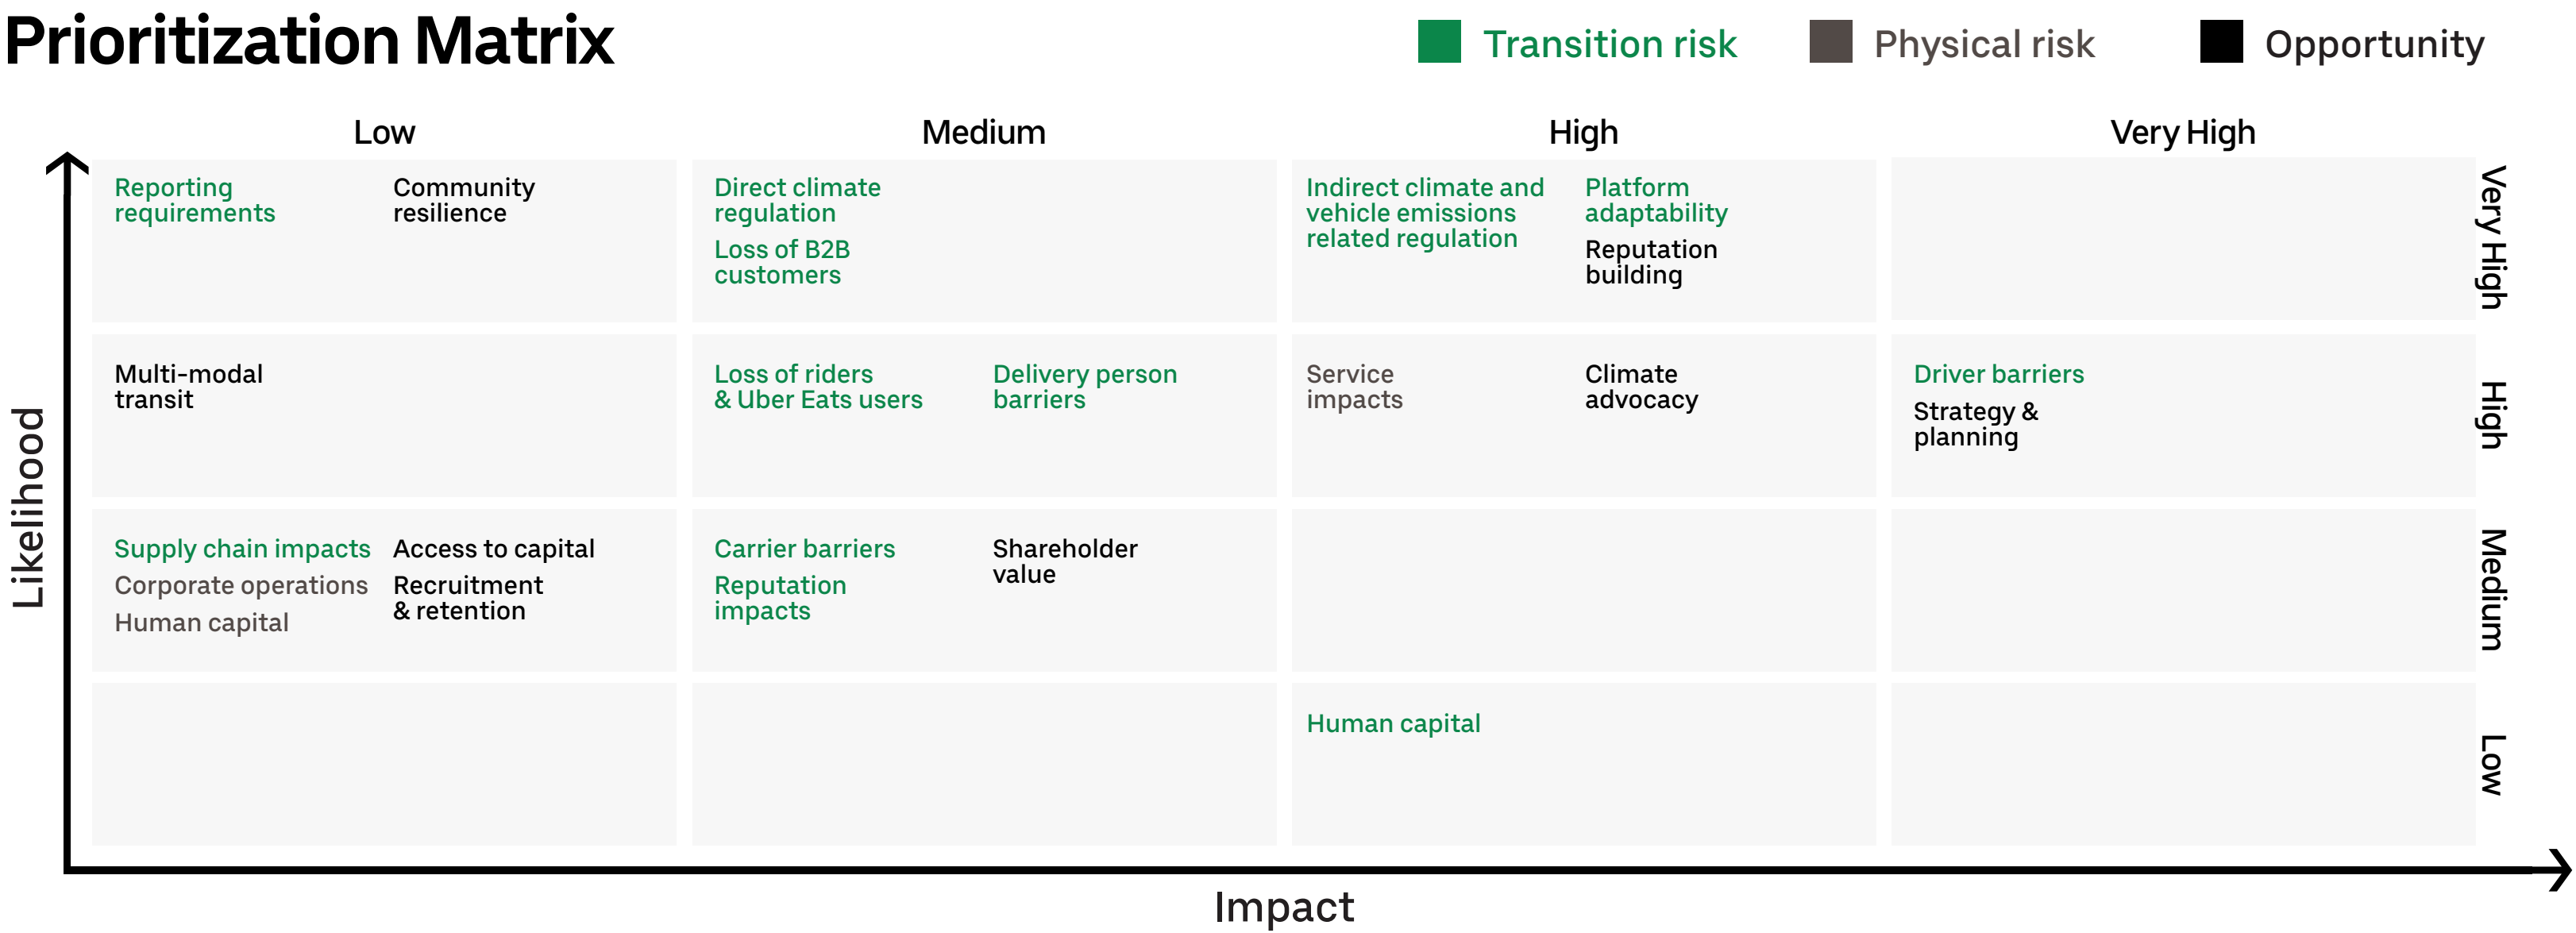 Prioritization Matrix
Transition risk
Physical risk
Opportunity
Low
Medium
High
Very High
Reporting
requirements
Community
resilience
Direct climate
regulation
Loss of B2B
customers
Indirect climate and
vehicle emissions
related regulation
Platform
adaptability
Reputation
building
Very High
Multi-modal
transit
Loss of riders
& Uber Eats users
Delivery person
barriers
Service
impacts
Climate
advocacy
Driver barriers
Strategy &
planning
High
Supply chain impacts
Corporate operations
Human capital
Access to capital
Recruitment
& retention
Carrier barriers
Reputation
impacts
Shareholder
value
Medium
Human capital
Low
Likelihood
Impact